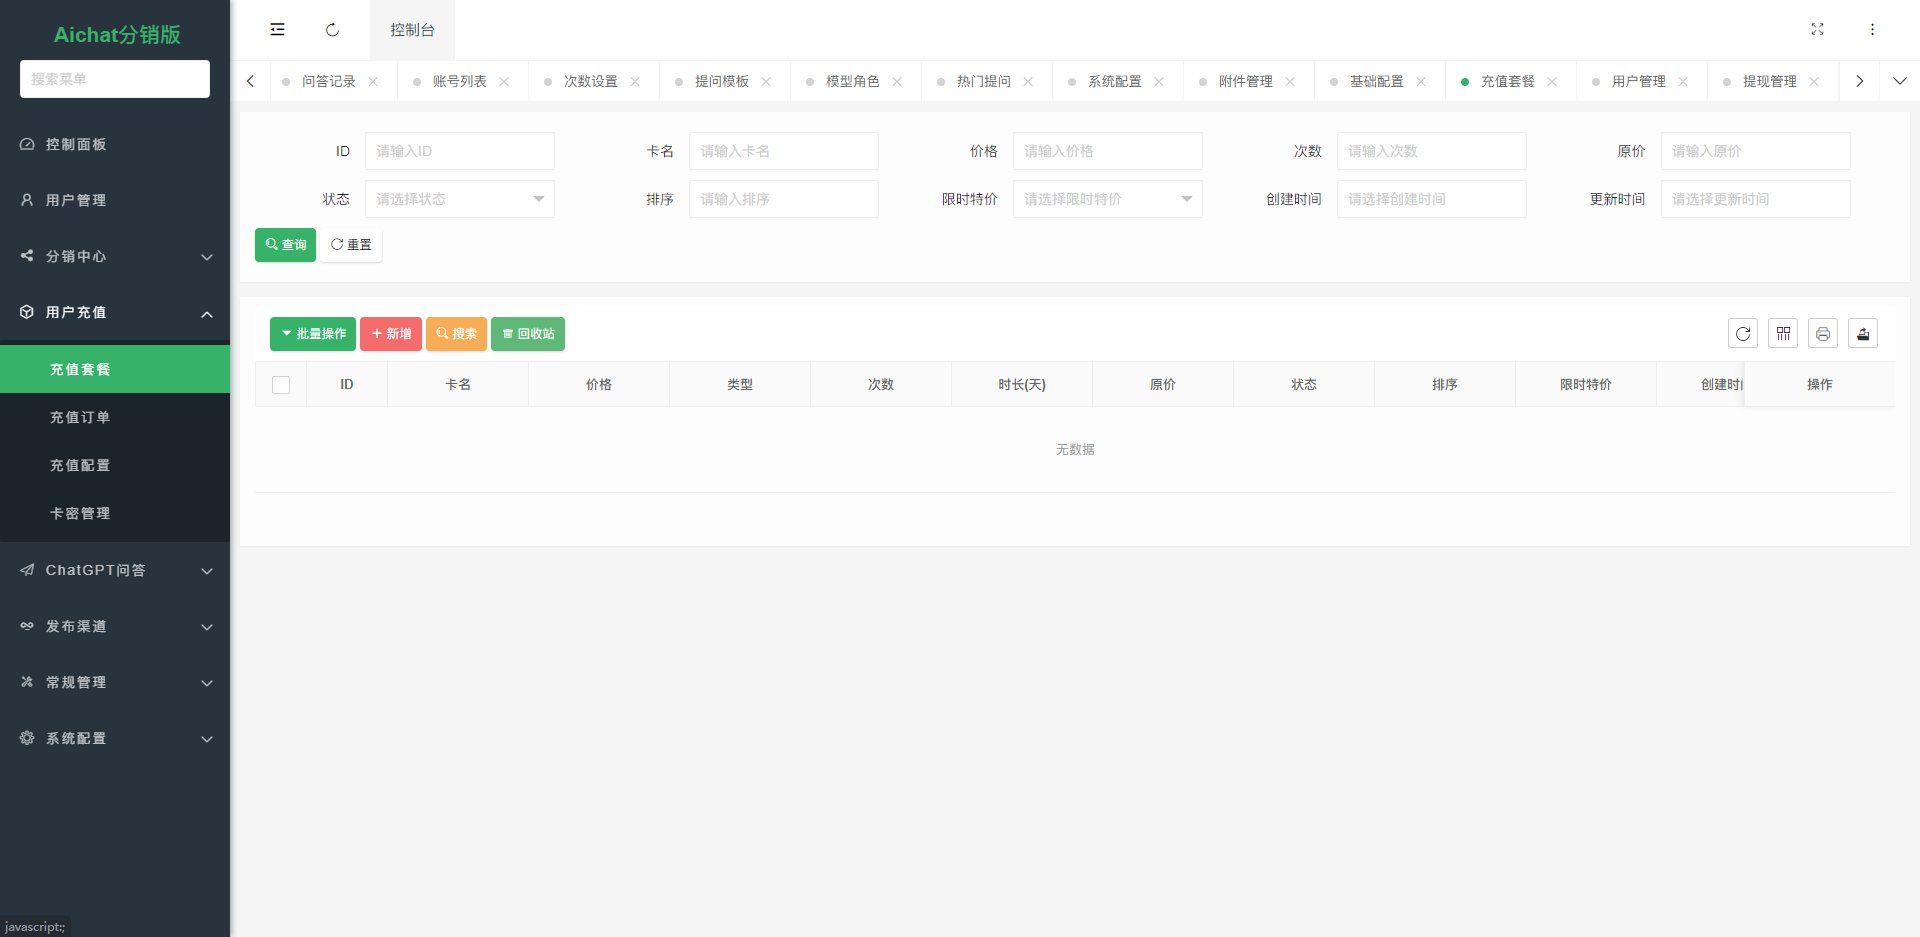 Aichat分销版
搜索菜单
控制面板
用户管理
分销中心
用户充值
充值套餐
充值订单
充值配置
卡密管理
ChatGPT问答
发布渠道
常规管理
系统配置
javascript:;
控制台
问答记录 账号列表 次数设置 提问模板 模型角色 热门提问 系统配置 附件管理 基础配置 充值套餐 用户管理 提现管理
ID 请输入ID 卡名 请输入卡名 价格 请输入价格 次数 请输入次数 原价 请输入原价
状态 请选择状态 排序 请输入排序 限时特价 请选择限时特价 创建时间 请选择创建时间 更新时间 请选择更新时间
查询 重置
批量操作 新增 搜索 回收站
ID 卡名 价格 类型 次数 时长(天) 原价 状态 排序 限时特价 创建时 操作
无数据